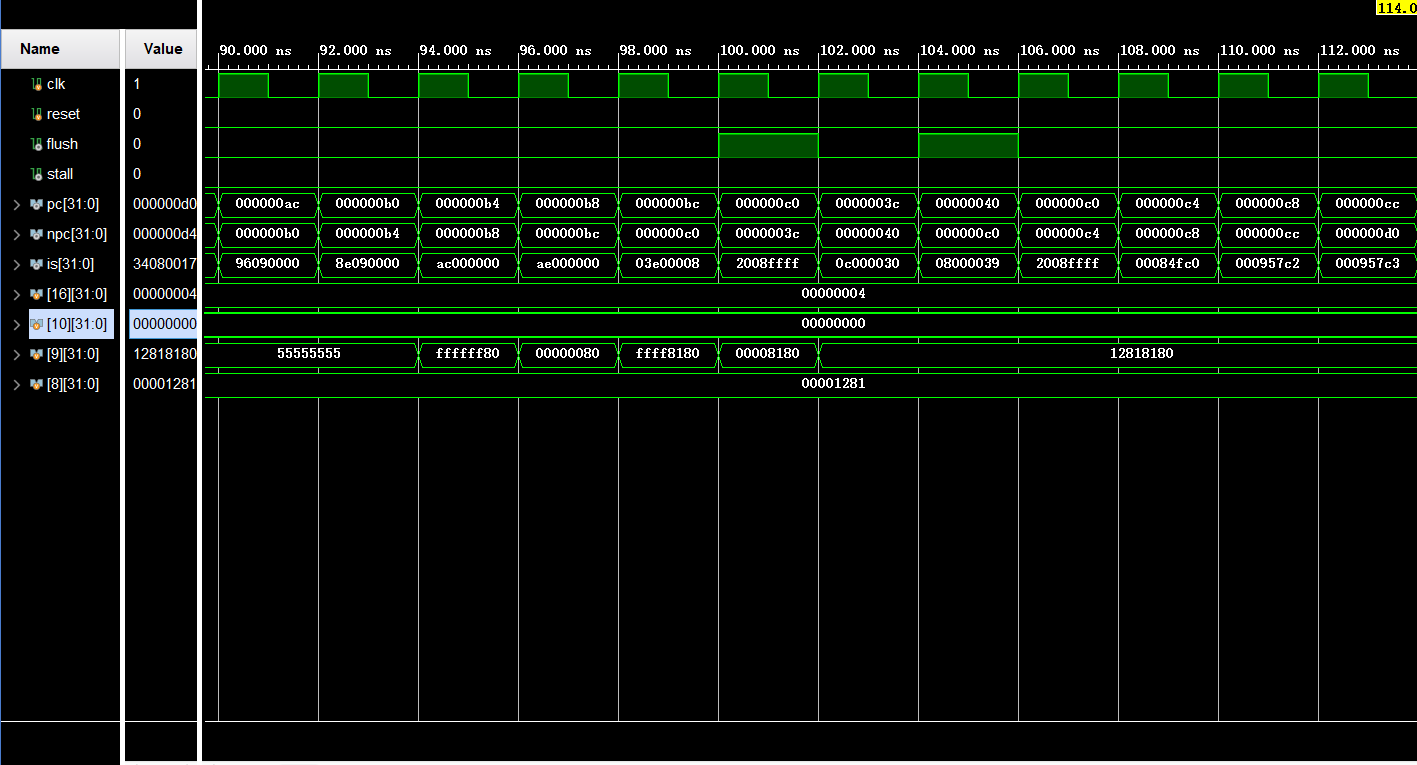 114.0
Name Value 90.000 ns 92.000 ns 94.000 ns 96.000 ns 98.000 ns 100.000 ns 102.000 ns 104.000 ns 106.000 ns 108.000 ns 110.000 ns 112.000 ns
clk 1
reset 0
flush 0
stall 0
pc[31:0] 000000d0 000000ac 000000b0 000000b4 000000b8 000000bc 000000c0 0000003c 00000040 000000c0 000000c4 000000c8 000000cc
npc[31:0] 000000d4 000000b0 000000b4 000000b8 000000bc 000000c0 0000003c 00000040 000000c0 000000c4 000000c8 000000cc 000000d0
is[31:0] 34080017 96090000 8e090000 ac000000 ae000000 03e00008 2008ffff 0c000030 08000039 2008ffff 00084fc0 000957c2 000957c3
[16][31:0] 00000004 00000004
[10][31:0] 00000000 00000000
[9][31:0] 12818180 55555555 ffffff80 00000080 ffff8180 00008180 12818180
[8][31:0] 00001281 00001281